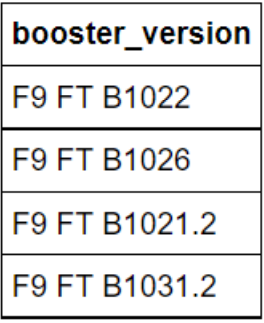 booster_version
F9 FT B1022
F9 FT B1026
F9 FT B1021.2
F9 FT B1031.2